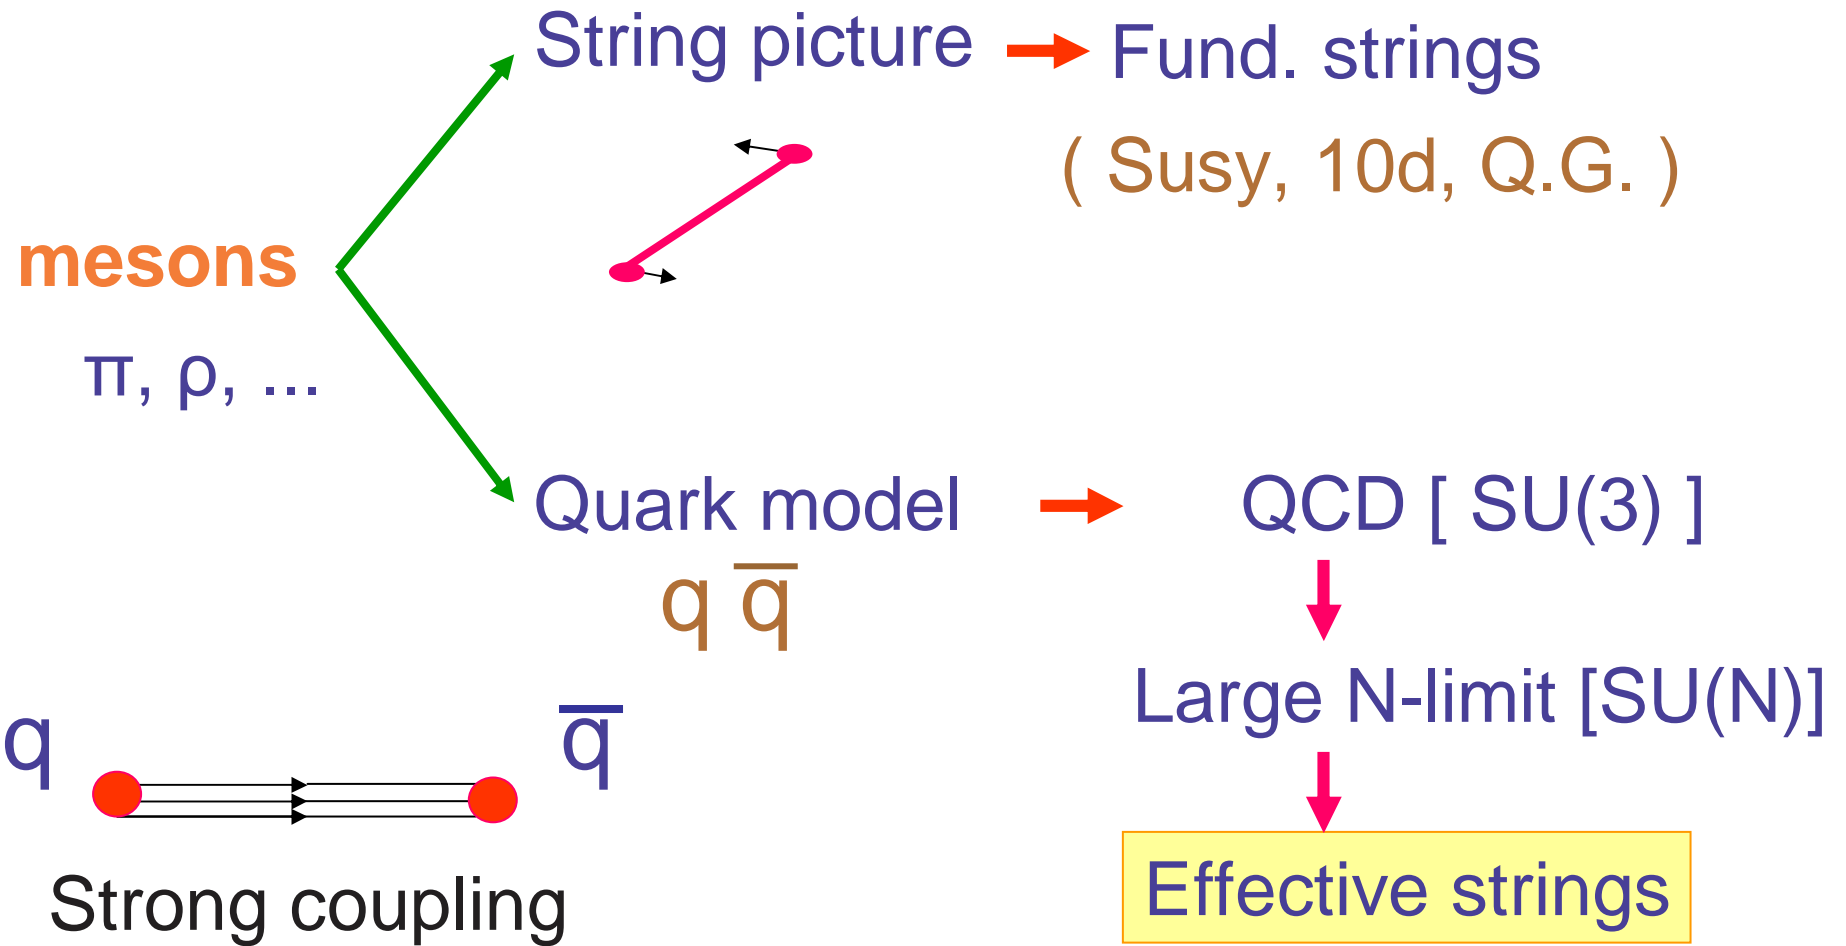 String picture
Fund. strings
( Susy, 10d, Q.G. )
mesons
π, ρ, ...
Quark model
q q̅
QCD [ SU(3) ]
Large N-limit [SU(N)]
Effective strings
q
q̅
Strong coupling